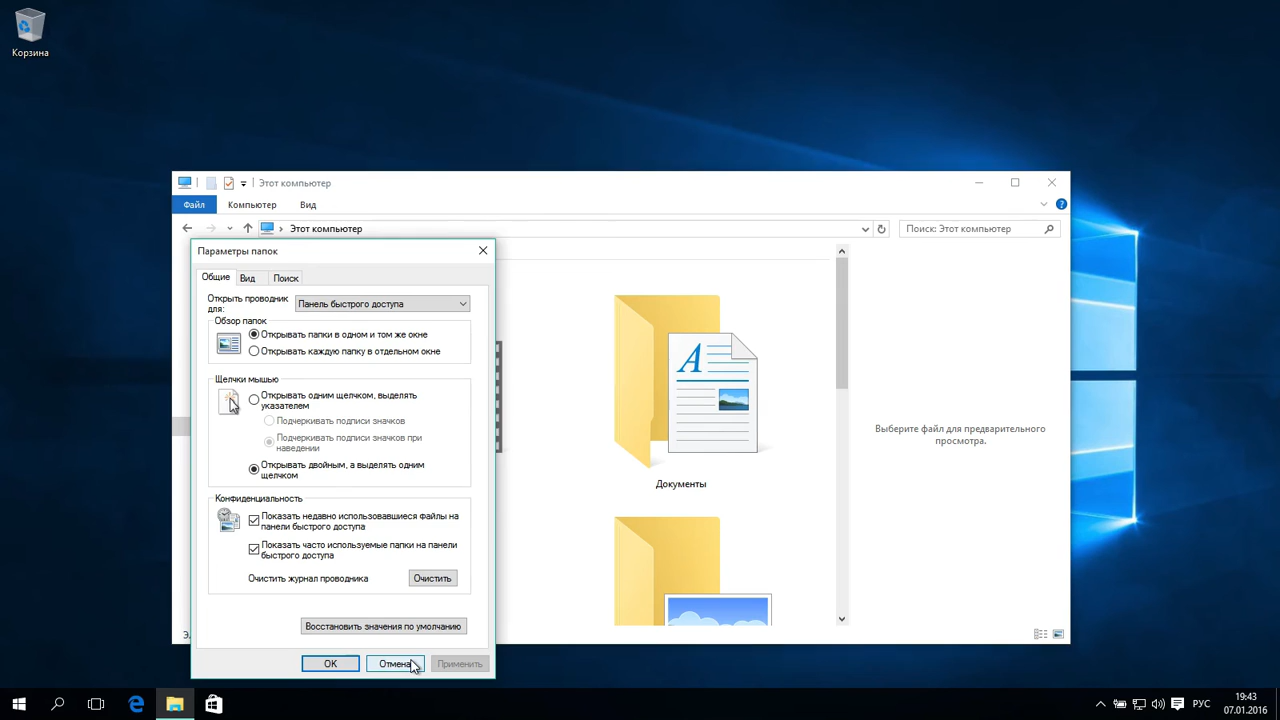 Корзина
Этот компьютер
Файл
Компьютер
Вид
Этот компьютер
Поиск: Этот компьютер
Параметры папок
Общие
Вид
Поиск
Открыть проводник
для:
Панель быстрого доступа
Обзор папок
Открывать папки в одном и том же окне
Открывать каждую папку в отдельном окне
Щелчки мышью
Открывать одним щелчком, выделять
указателем
Подчеркивать подписи значков
Подчеркивать подписи значков при
наведении
Открывать двойным, а выделять одним
щелчком
Конфиденциальность
Показать недавно использовавшиеся файлы на
панели быстрого доступа
Показать часто используемые папки на панели
быстрого доступа
Очистить журнал проводника
Очистить
Восстановить значения по умолчанию
OK
Отмена
Применить
Документы
Выберите файл для предварительного
просмотра.
РУС
19:43
07.01.2016